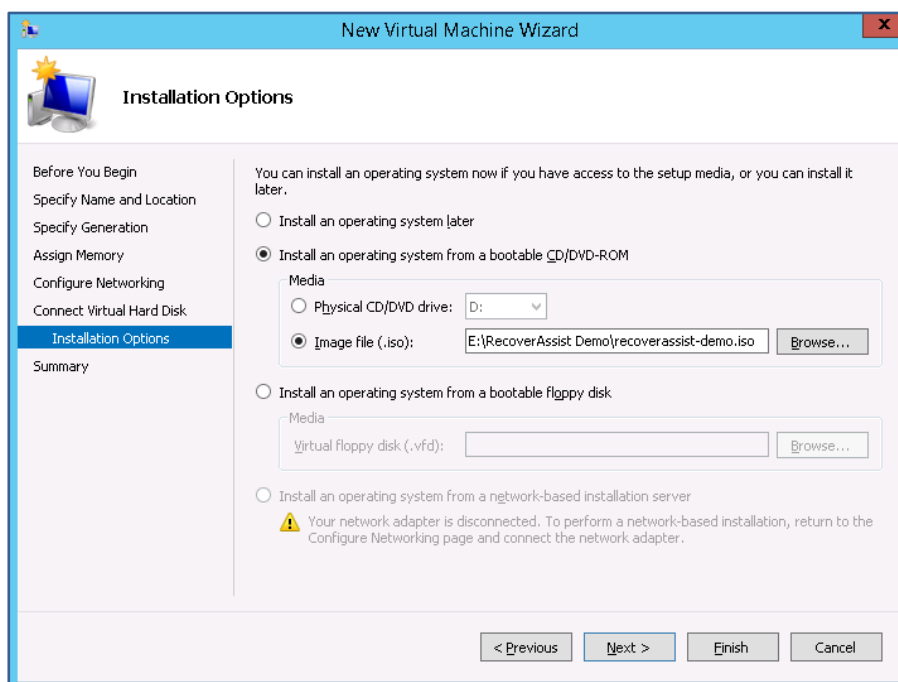 New Virtual Machine Wizard
x
Installation Options
Before You Begin
Specify Name and Location
Specify Generation
Assign Memory
Configure Networking
Connect Virtual Hard Disk
Installation Options
Summary
You can install an operating system now if you have access to the setup media, or you can install it
later.
Install an operating system later
Install an operating system from a bootable CD/DVD-ROM
Media
Physical CD/DVD drive: D:
Image file (.iso): E:\RecoverAssist Demo\recoverassist-demo.iso Browse...
Install an operating system from a bootable floppy disk
Media
Virtual floppy disk (.vfd): Browse...
Install an operating system from a network-based installation server
Your network adapter is disconnected. To perform a network-based installation, return to the
Configure Networking page and connect the network adapter.
< Previous Next > Finish Cancel